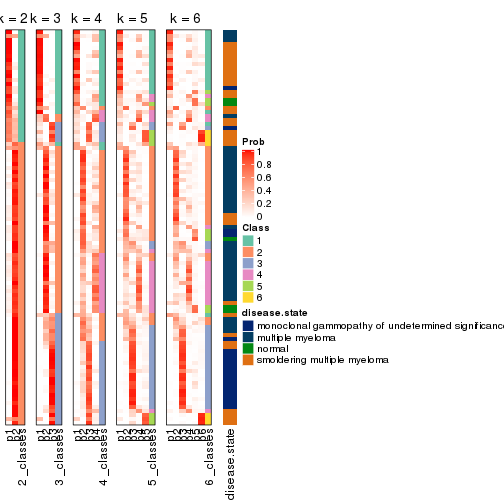 k = 2 k = 3 k = 4 k = 5 k = 6
Prob
1
0.8
0.6
0.4
0.2
0
Class
1
2
3
4
5
6
disease.state
monoclonal gammopathy of undetermined significance
multiple myeloma
normal
smoldering multiple myeloma
p1 p2 2_classes p1 p2 p3 3_classes p1 p2 p3 p4 4_classes p1 p2 p3 p4 p5 5_classes p1 p2 p3 p4 p5 p6 6_classes disease.state